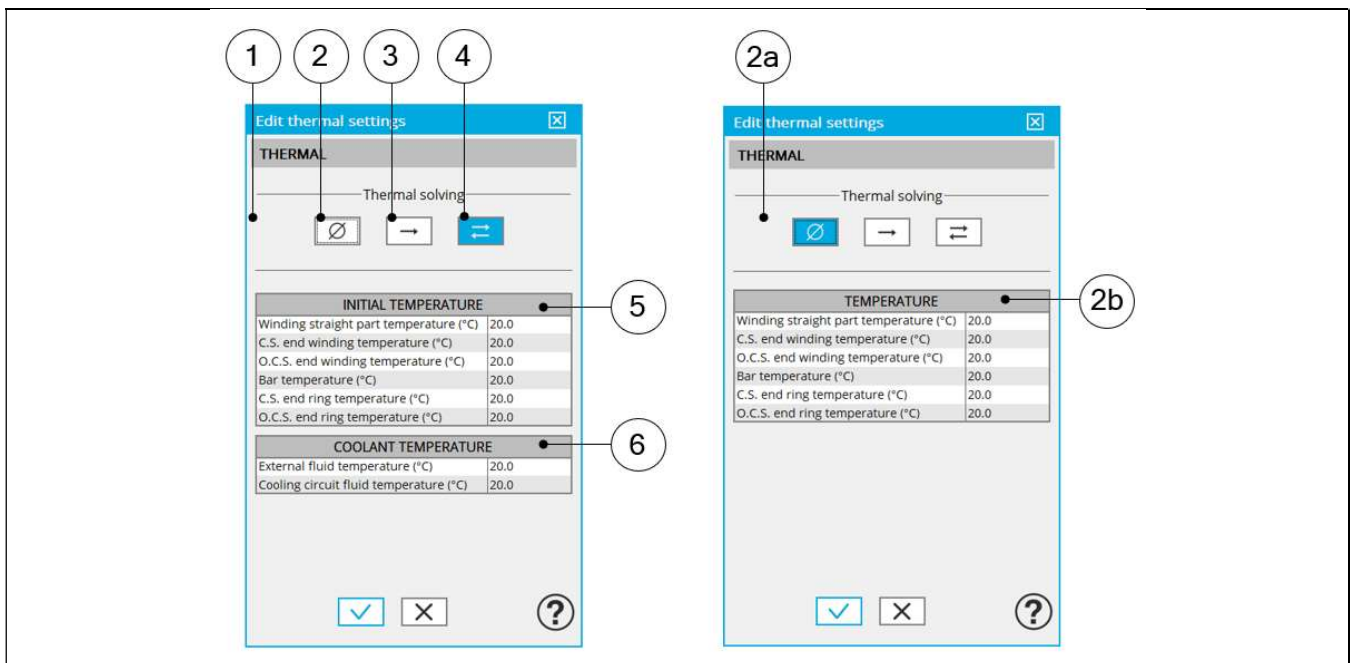 1 2 3 4
Edit thermal settings
THERMAL
Thermal solving
INITIAL TEMPERATURE
5
Winding straight part temperature (°C) 20.0
C.S. end winding temperature (°C) 20.0
O.C.S. end winding temperature (°C) 20.0
Bar temperature (°C) 20.0
C.S. end ring temperature (°C) 20.0
O.C.S. end ring temperature (°C) 20.0
COOLANT TEMPERATURE
6
External fluid temperature (°C) 20.0
Cooling circuit fluid temperature (°C) 20.0
?
2a
Edit thermal settings
THERMAL
Thermal solving
TEMPERATURE
2b
Winding straight part temperature (°C) 20.0
C.S. end winding temperature (°C) 20.0
O.C.S. end winding temperature (°C) 20.0
Bar temperature (°C) 20.0
C.S. end ring temperature (°C) 20.0
O.C.S. end ring temperature (°C) 20.0
?